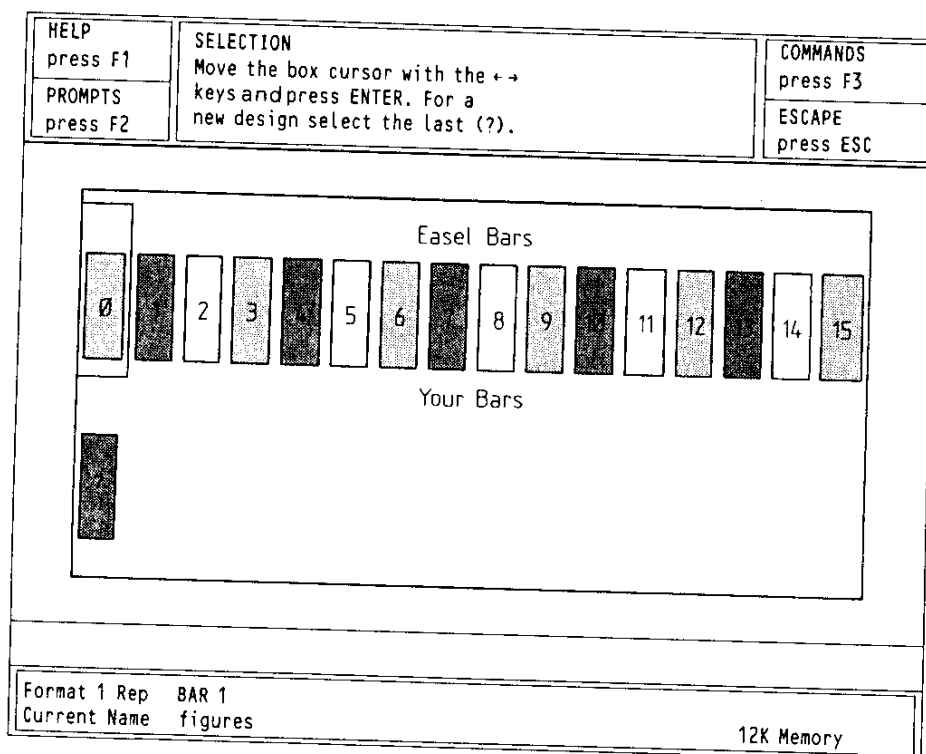 HELP
press F1
PROMPTS
press F2
SELECTION
Move the box cursor with the ←→
keys and press ENTER. For a
new design select the last (?).
COMMANDS
press F3
ESCAPE
press ESC
Easel Bars
0 1 2 3 4 5 6 7 8 9 10 11 12 13 14 15
Your Bars
Format 1 Rep BAR 1
Current Name figures
12K Memory